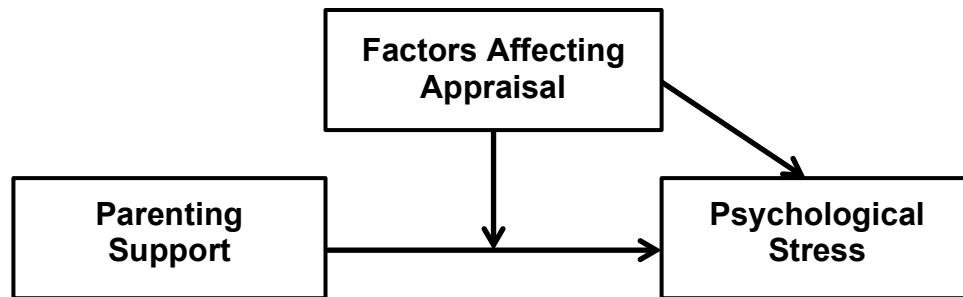 Factors Affecting
Appraisal
Parenting
Support
Psychological
Stress